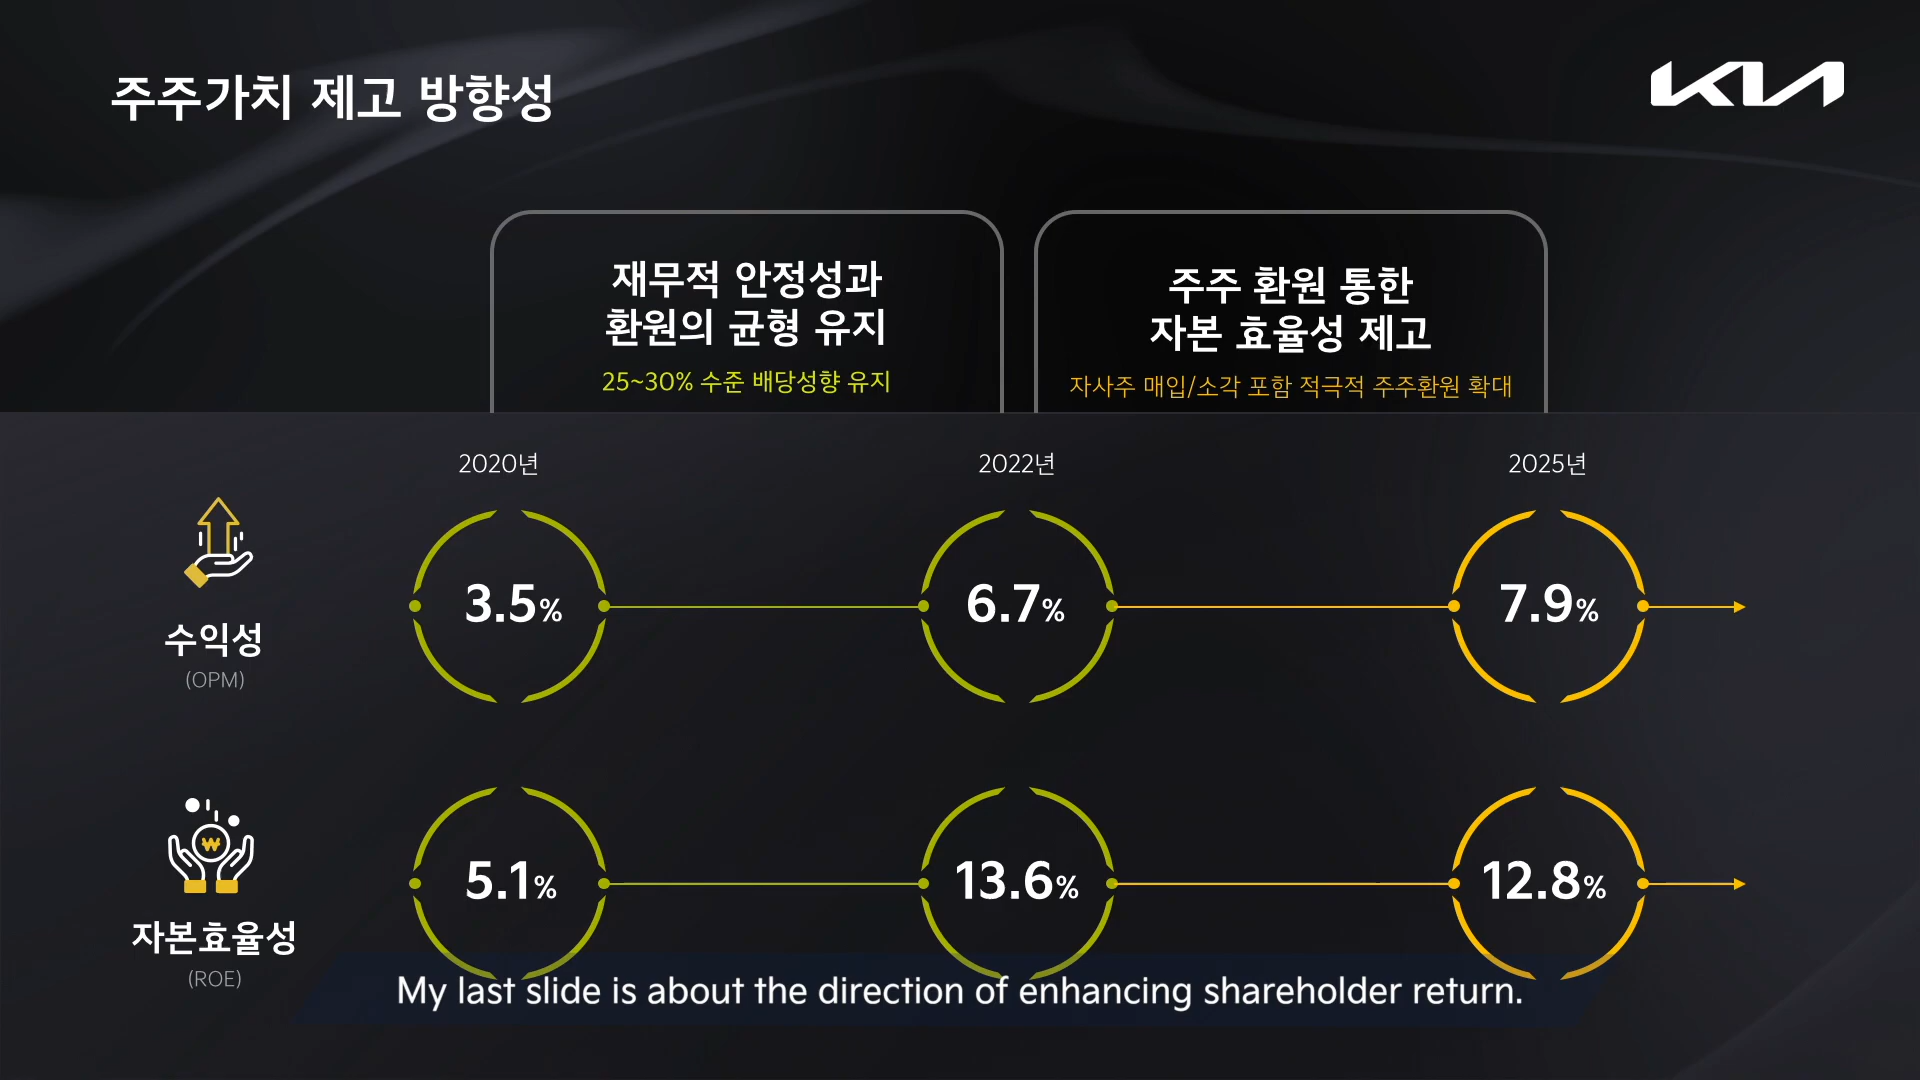 주주가치 제고 방향성
KIA
재무적 안정성과
환원의 균형 유지
25~30% 수준 배당성향 유지
주주 환원 통한
자본 효율성 제고
자사주 매입/소각 포함 적극적 주주환원 확대
2020년
2022년
2025년
수익성
(OPM)
3.5%
6.7%
7.9%
₩
자본효율성
(ROE)
5.1%
13.6%
12.8%
My last slide is about the direction of enhancing shareholder return.